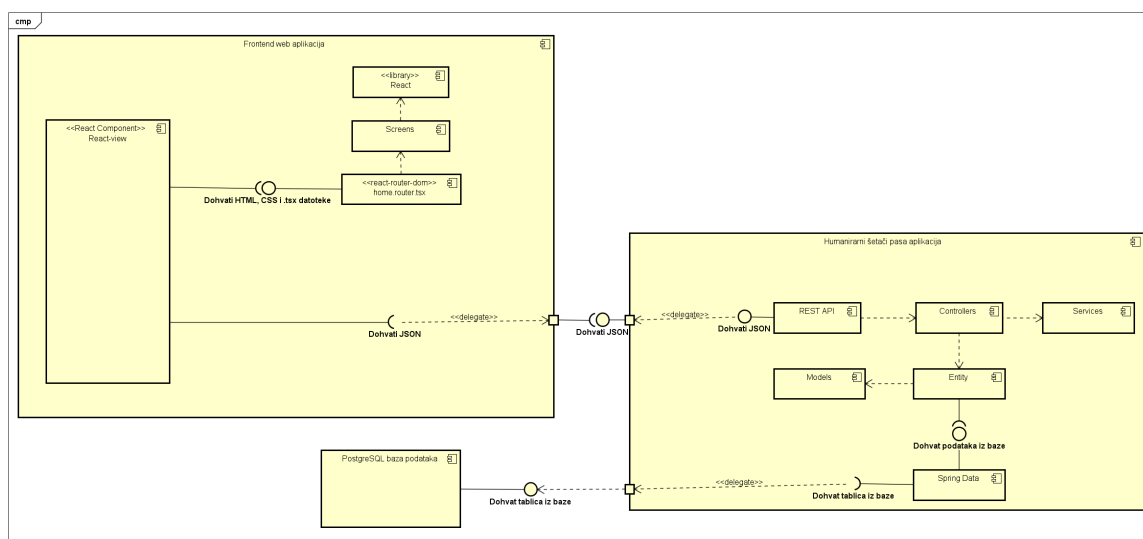 cmp
Frontend web aplikacija
<<library>>
React
<<React Component>>
React-view
Screens
<<react-router-dom>>
home.router.tsx
Dohvati HTML, CSS i .tsx datoteke
Humanirarni šetači pasa aplikacija
<<delegate>>
Dohvati JSON
Dohvati JSON
<<delegate>>
Dohvati JSON
REST API
Controllers
Services
Models
Entity
Dohvat podataka iz baze
PostgreSQL baza podataka
Dohvat tablica iz baze
<<delegate>>
Dohvat tablica iz baze
Spring Data